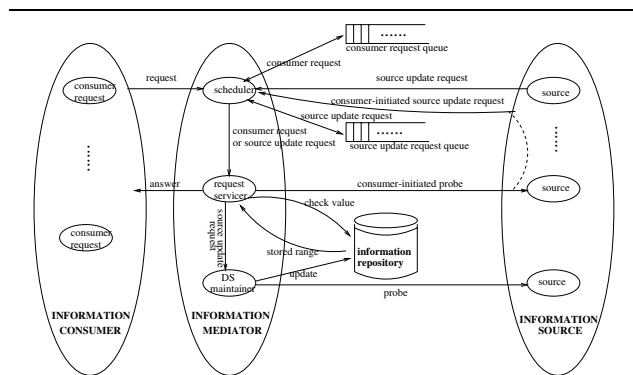 consumer request
......
consumer request queue
consumer
request
request
scheduler
source update request
source
consumer-initiated source update request
source update request
......
source update request queue
consumer request
or source update request
......
......
answer
request
servicer
consumer-initiated probe
source
check value
source update
request
stored range
information
repository
consumer
request
update
DS
maintainer
probe
source
INFORMATION
CONSUMER
INFORMATION
MEDIATOR
INFORMATION
SOURCE